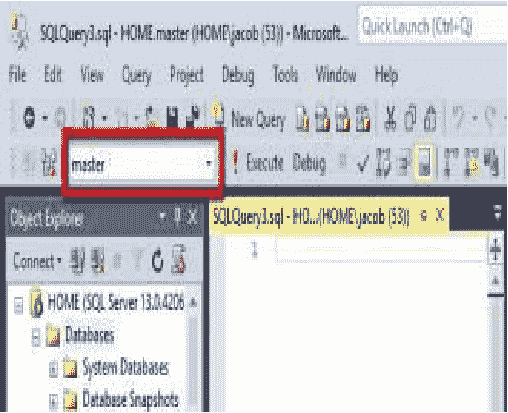 SQLQuery3.sql - HOME.master (HOME\jacob (53)) - Microsoft...
Quick Launch (Ctrl+Q)
File Edit View Query Project Debug Tools Window Help
New Query
master
Execute Debug
Object Explorer
SQLQuery3.sql - HO...(HOME\jacob (53))
1
Connect
HOME (SQL Server 13.0.4206
Databases
System Databases
Database Snapshots